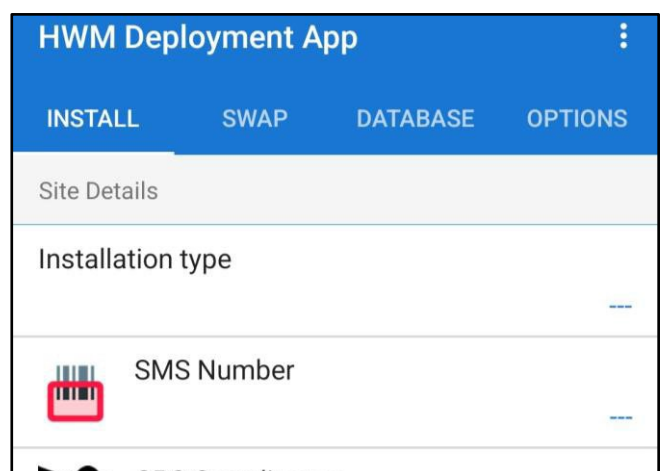 HWM Deployment App
INSTALL SWAP DATABASE OPTIONS
Site Details
Installation type
---
SMS Number
---